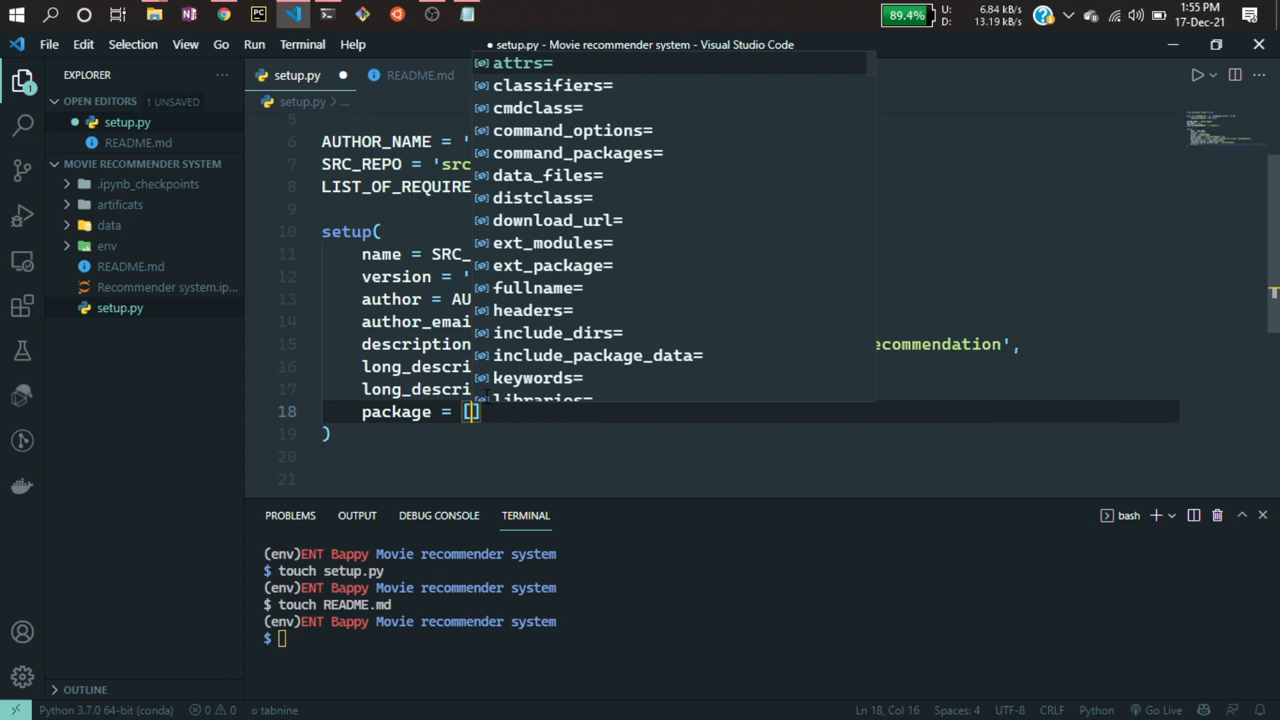 89.4%
U: 6.84 kB/s
D: 13.19 kB/s
1:55 PM
17-Dec-21
File Edit Selection View Go Run Terminal Help
● setup.py - Movie recommender system - Visual Studio Code
EXPLORER
OPEN EDITORS 1 UNSAVED
setup.py
README.md
MOVIE RECOMMENDER SYSTEM
.ipynb_checkpoints
artificats
data
env
README.md
Recommender system.ip...
setup.py
OUTLINE
setup.py ● README.md
setup.py > ...
5
6 AUTHOR_NAME = '
7 SRC_REPO = 'src
8 LIST_OF_REQUIRE
9
10 setup(
11 name = SRC_
12 version = '
13 author = AU
14 author_emai
15 description ecommendation',
16 long_descri
17 long_descri
18 package = []
19 )
20
21
attrs=
classifiers=
cmdclass=
command_options=
command_packages=
data_files=
distclass=
download_url=
ext_modules=
ext_package=
fullname=
headers=
include_dirs=
include_package_data=
keywords=
libraries=
PROBLEMS OUTPUT DEBUG CONSOLE TERMINAL
bash
(env)ENT Bappy Movie recommender system
$ touch setup.py
(env)ENT Bappy Movie recommender system
$ touch README.md
(env)ENT Bappy Movie recommender system
$
Python 3.7.0 64-bit (conda) 0 0 tabnine Ln 18, Col 16 Spaces: 4 UTF-8 CRLF Python Go Live